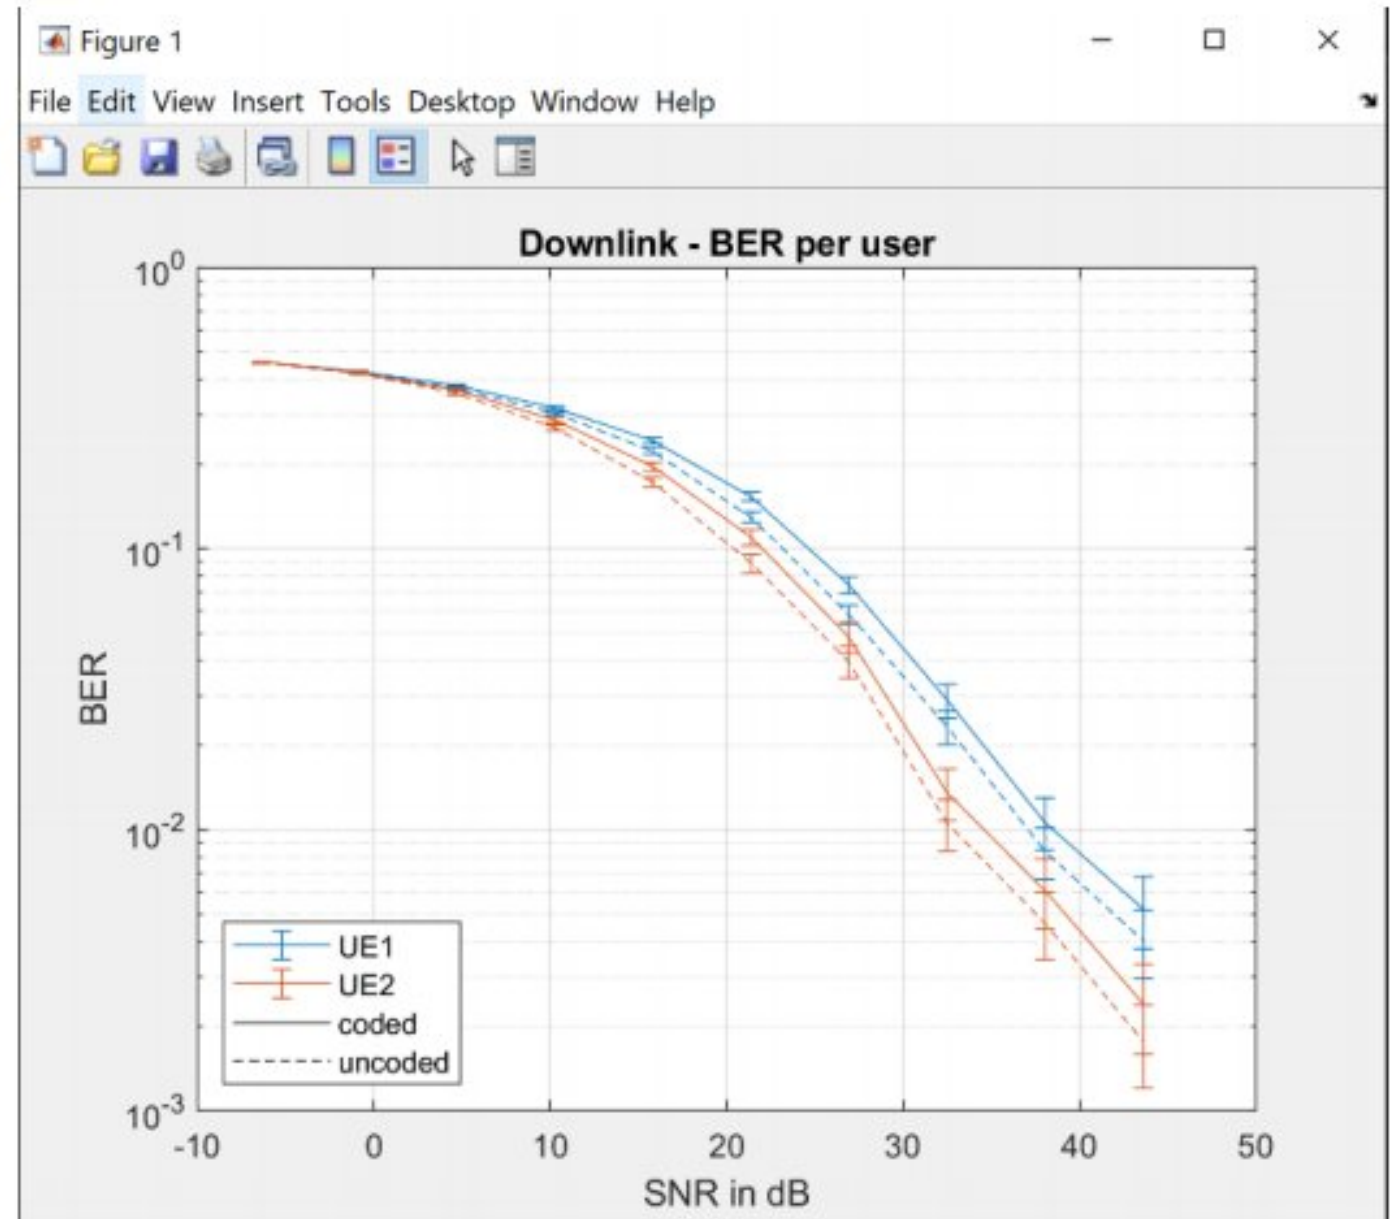 Figure 1
File Edit View Insert Tools Desktop Window Help
Downlink - BER per user
10^0
10^-1
10^-2
10^-3
BER
UE1
UE2
coded
uncoded
-10 0 10 20 30 40 50
SNR in dB